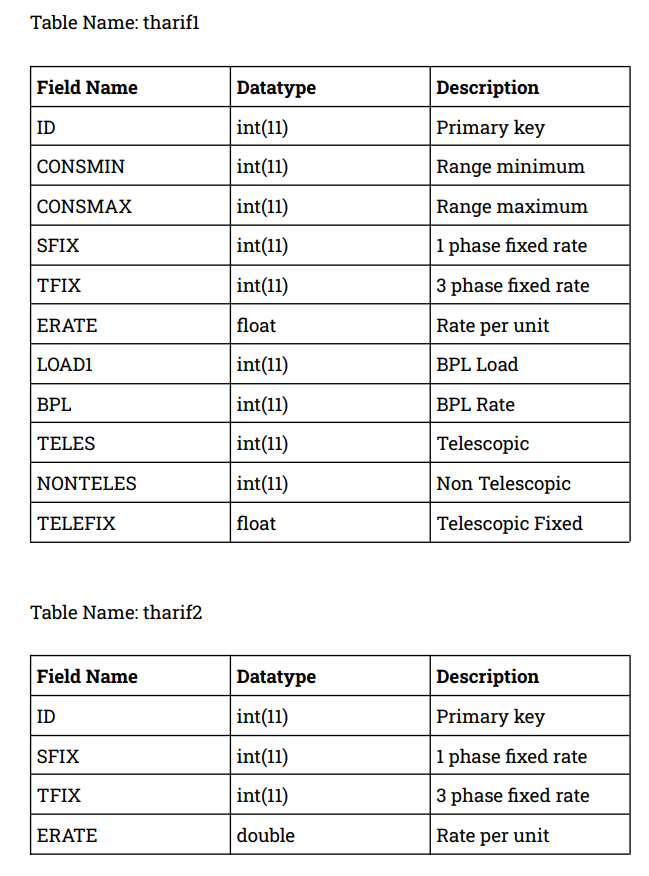 Table Name: tharif1
Field Name Datatype Description
ID int(11) Primary key
CONSMIN int(11) Range minimum
CONSMAX int(11) Range maximum
SFIX int(11) 1 phase fixed rate
TFIX int(11) 3 phase fixed rate
ERATE float Rate per unit
LOAD1 int(11) BPL Load
BPL int(11) BPL Rate
TELES int(11) Telescopic
NONTELES int(11) Non Telescopic
TELEFIX float Telescopic Fixed
Table Name: tharif2
Field Name Datatype Description
ID int(11) Primary key
SFIX int(11) 1 phase fixed rate
TFIX int(11) 3 phase fixed rate
ERATE double Rate per unit